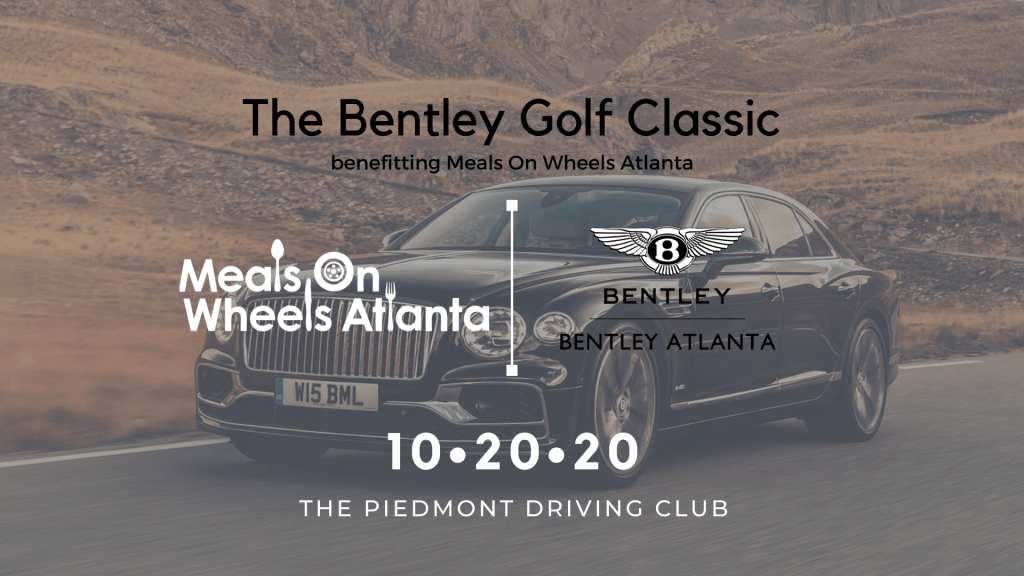 The Bentley Golf Classic
benefitting Meals On Wheels Atlanta
Meals On
Wheels Atlanta
B
BENTLEY
BENTLEY ATLANTA
W15 BML
10•20•20
THE PIEDMONT DRIVING CLUB